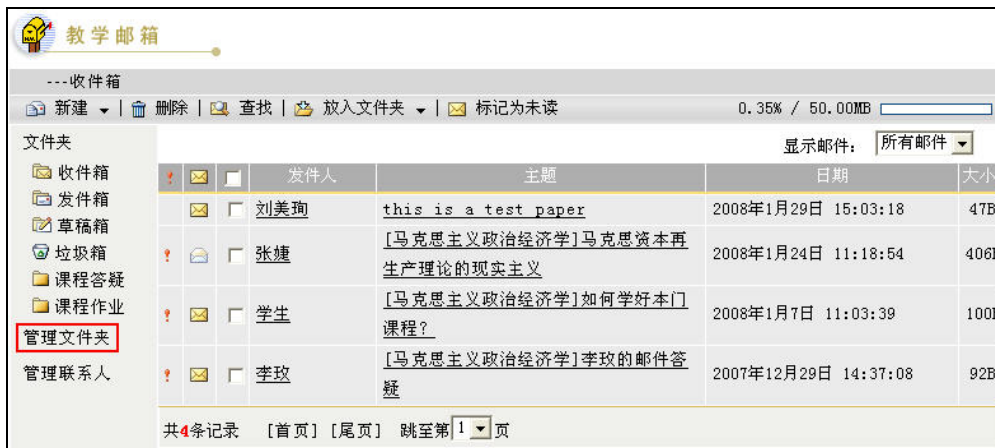 教学邮箱
---收件箱
新建 | 删除 | 查找 | 放入文件夹 | 标记为未读 0.35% / 50.00MB
文件夹 显示邮件: 所有邮件
收件箱
发件箱
草稿箱
垃圾箱
课程答疑
课程作业
管理文件夹
管理联系人
发件人 主题 日期 大小
刘美珣 this is a test paper 2008年1月29日 15:03:18 47B
张婕 [马克思主义政治经济学]马克思资本再
生产理论的现实主义 2008年1月24日 11:18:54 406
学生 [马克思主义政治经济学]如何学好本门
课程? 2008年1月7日 11:03:39 100
李玫 [马克思主义政治经济学]李玫的邮件答
疑 2007年12月29日 14:37:08 92B
共4条记录 [首页] [尾页] 跳至第 1 页